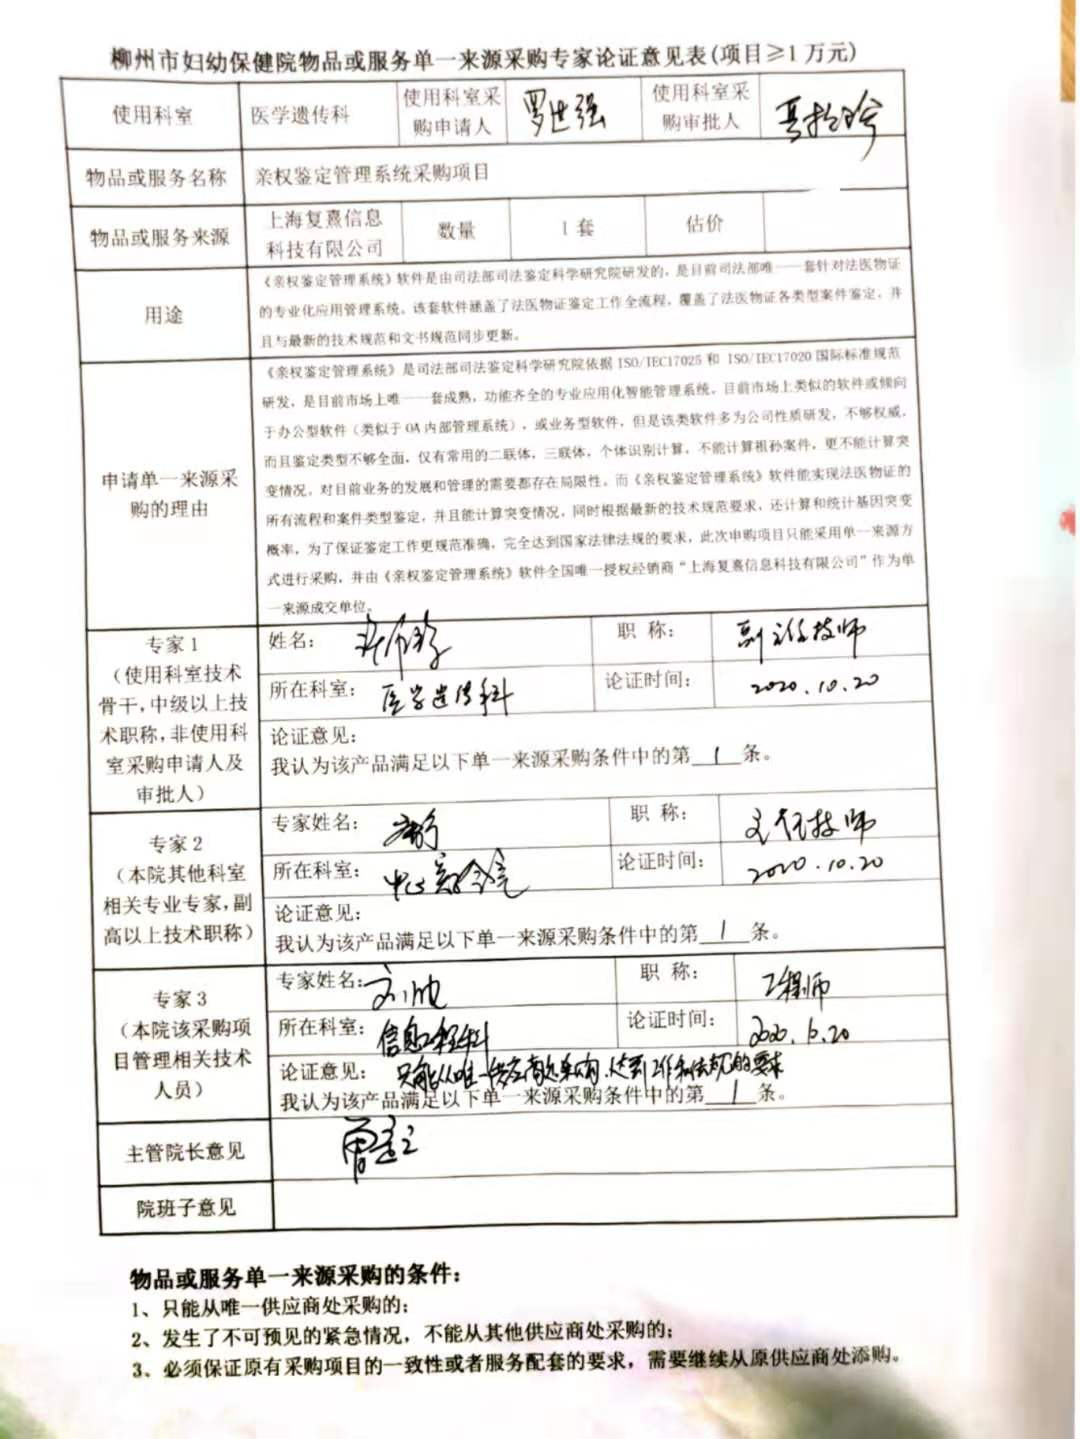 柳州市妇幼保健院物品或服务单一来源采购专家论证意见表(项目≥1万元)
使用科室 医学遗传科 使用科室采购申请人 罗世强 使用科室采购审批人
物品或服务名称 亲权鉴定管理系统采购项目
物品或服务来源 上海复熹信息科技有限公司 数量 1套 估价
用途
《亲权鉴定管理系统》软件是由司法部司法鉴定科学研究院研发的，是目前司法部唯一一套针对法医物证
的专业化应用管理系统。该套软件涵盖了法医物证鉴定工作全流程，覆盖了法医物证各类型案件鉴定，并
且与最新的技术规范和文书规范同步更新。
申请单一来源采购的理由
《亲权鉴定管理系统》是司法部司法鉴定科学研究院依据 ISO/IEC17025 和 ISO/IEC17020 国际标准规范
研发，是目前市场上唯一一套成熟，功能齐全的专业应用化智能管理系统。目前市场上类似的软件或倾向
于办公型软件（类似于 OA 内部管理系统），或业务型软件，但是该类软件多为公司性质研发，不够权威，
而且鉴定类型不够全面，仅有常用的二联体，三联体，个体识别计算，不能计算祖孙案件，更不能计算突
变情况，对目前业务的发展和管理的需要都存在局限性。而《亲权鉴定管理系统》软件能实现法医物证的
所有流程和案件类型鉴定，并且能计算突变情况，同时根据最新的技术规范要求，还计算和统计基因突变
概率，为了保证鉴定工作更规范准确，完全达到国家法律法规的要求，此次申购项目只能采用单一来源方
式进行采购，并由《亲权鉴定管理系统》软件全国唯一授权经销商“上海复熹信息科技有限公司”作为单
一来源成交单位。
专家1
（使用科室技术
骨干，中级以上技
术职称，非使用科
室采购申请人及
审批人）
姓名： 职 称： 副主任技师
所在科室： 医学遗传科 论证时间： 2020.10.20
论证意见：
我认为该产品满足以下单一来源采购条件中的第 1 条。
专家2
（本院其他科室
相关专业专家，副
高以上技术职称）
专家姓名： 职 称： 主任技师
所在科室： 论证时间： 2020.10.20
论证意见：
我认为该产品满足以下单一来源采购条件中的第 1 条。
专家3
（本院该采购项
目管理相关技术
人员）
专家姓名： 刘帅 职 称： 工程师
所在科室： 信息工程科 论证时间： 2020.10.20
论证意见： 只能从唯一供应商处采购，达到工作和法规的要求
我认为该产品满足以下单一来源采购条件中的第 1 条。
主管院长意见
院班子意见
物品或服务单一来源采购的条件：
1、只能从唯一供应商处采购的；
2、发生了不可预见的紧急情况，不能从其他供应商处采购的；
3、必须保证原有采购项目的一致性或者服务配套的要求，需要继续从原供应商处添购。